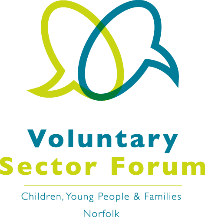 Voluntary
Sector Forum
Children, Young People & Families
Norfolk